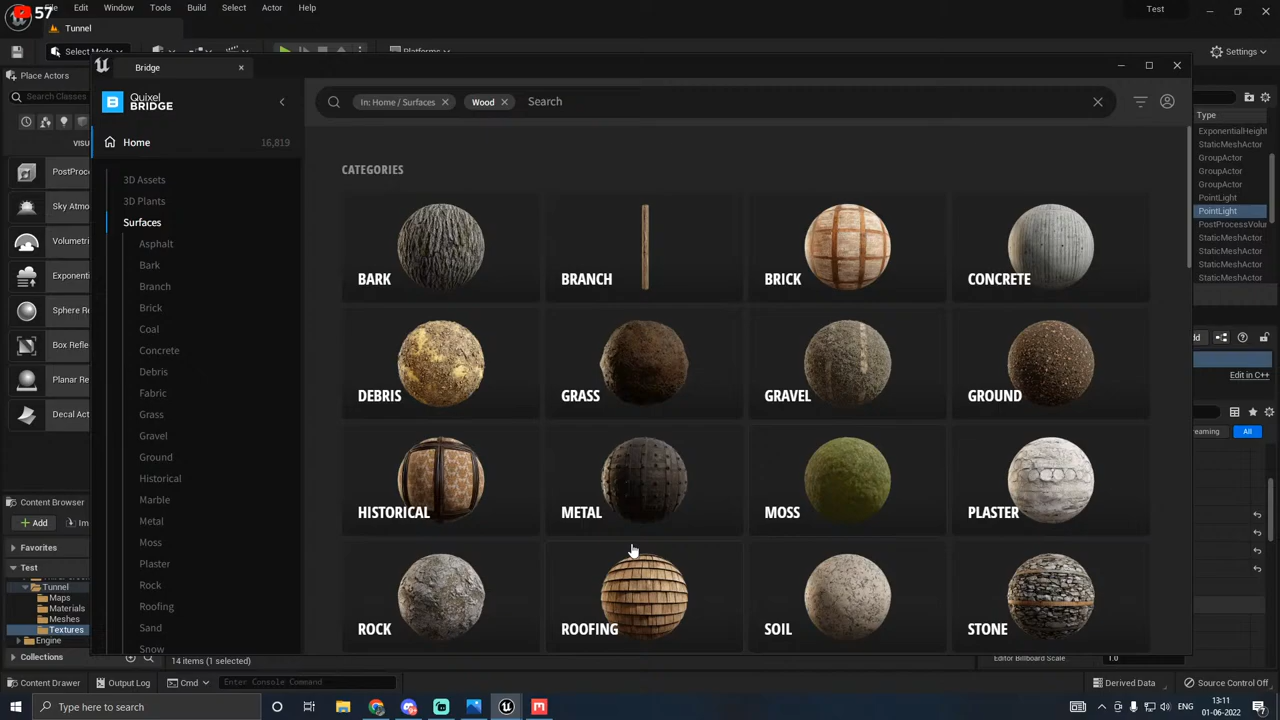 57
File Edit Window Tools Build Select Actor Help
Test
Tunnel
Select Mode
Platforms
Settings
Bridge
Place Actors
Search Classes
Quixel
BRIDGE
In: Home / Surfaces
Wood
Search
Type
ExponentialHeight
StaticMeshActor
GroupActor
GroupActor
GroupActor
PointLight
PointLight
PostProcessVolu
StaticMeshActor
StaticMeshActor
StaticMeshActor
StaticMeshActor
Home
16,819
PostProc
Sky Atmo
Volumetri
Exponenti
Sphere Re
Box Refle
Planar Re
Decal Act
3D Assets
3D Plants
Surfaces
Asphalt
Bark
Branch
Brick
Coal
Concrete
Debris
Fabric
Grass
Gravel
Ground
Historical
Marble
Metal
Moss
Plaster
Rock
Roofing
Sand
Snow
CATEGORIES
BARK
BRANCH
BRICK
CONCRETE
DEBRIS
GRASS
GRAVEL
GROUND
HISTORICAL
METAL
MOSS
PLASTER
ROCK
ROOFING
SOIL
STONE
Edit in C++
All
Content Browser
Add
Favorites
Test
Tunnel
Maps
Materials
Meshes
Textures
Engine
Collections
14 items (1 selected)
Editor Billboard Scale
1.0
Content Drawer
Output Log
Cmd
Enter Console Command
Derived Data
Source Control Off
Type here to search
ENG
13:11
01-06-2022